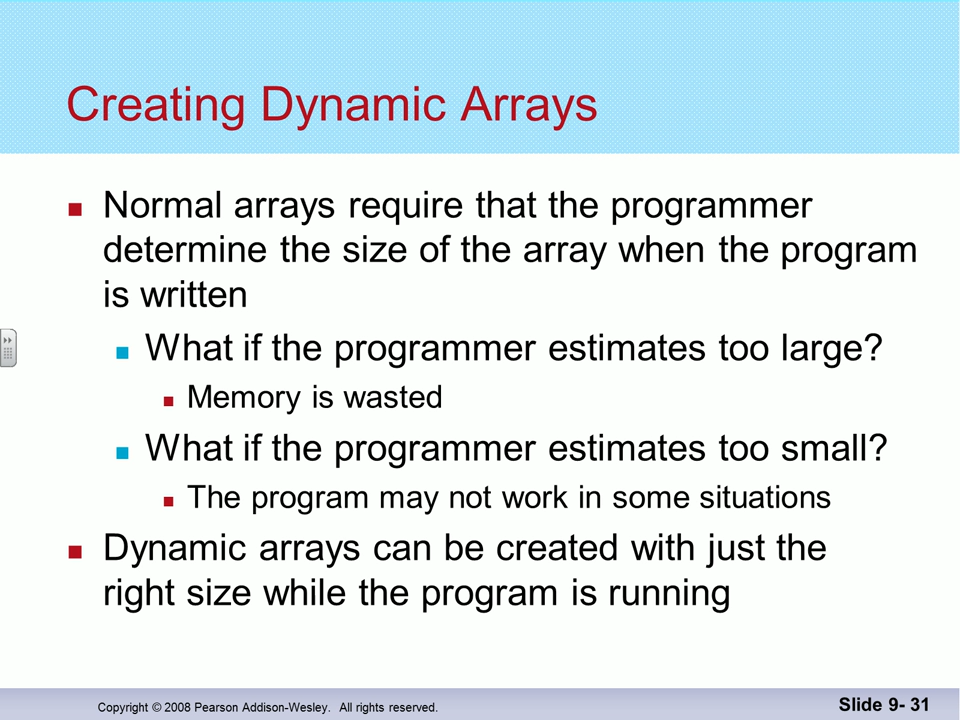 Creating Dynamic Arrays
Normal arrays require that the programmer
determine the size of the array when the program
is written
What if the programmer estimates too large?
Memory is wasted
What if the programmer estimates too small?
The program may not work in some situations
Dynamic arrays can be created with just the
right size while the program is running
Copyright © 2008 Pearson Addison-Wesley. All rights reserved.
Slide 9- 31